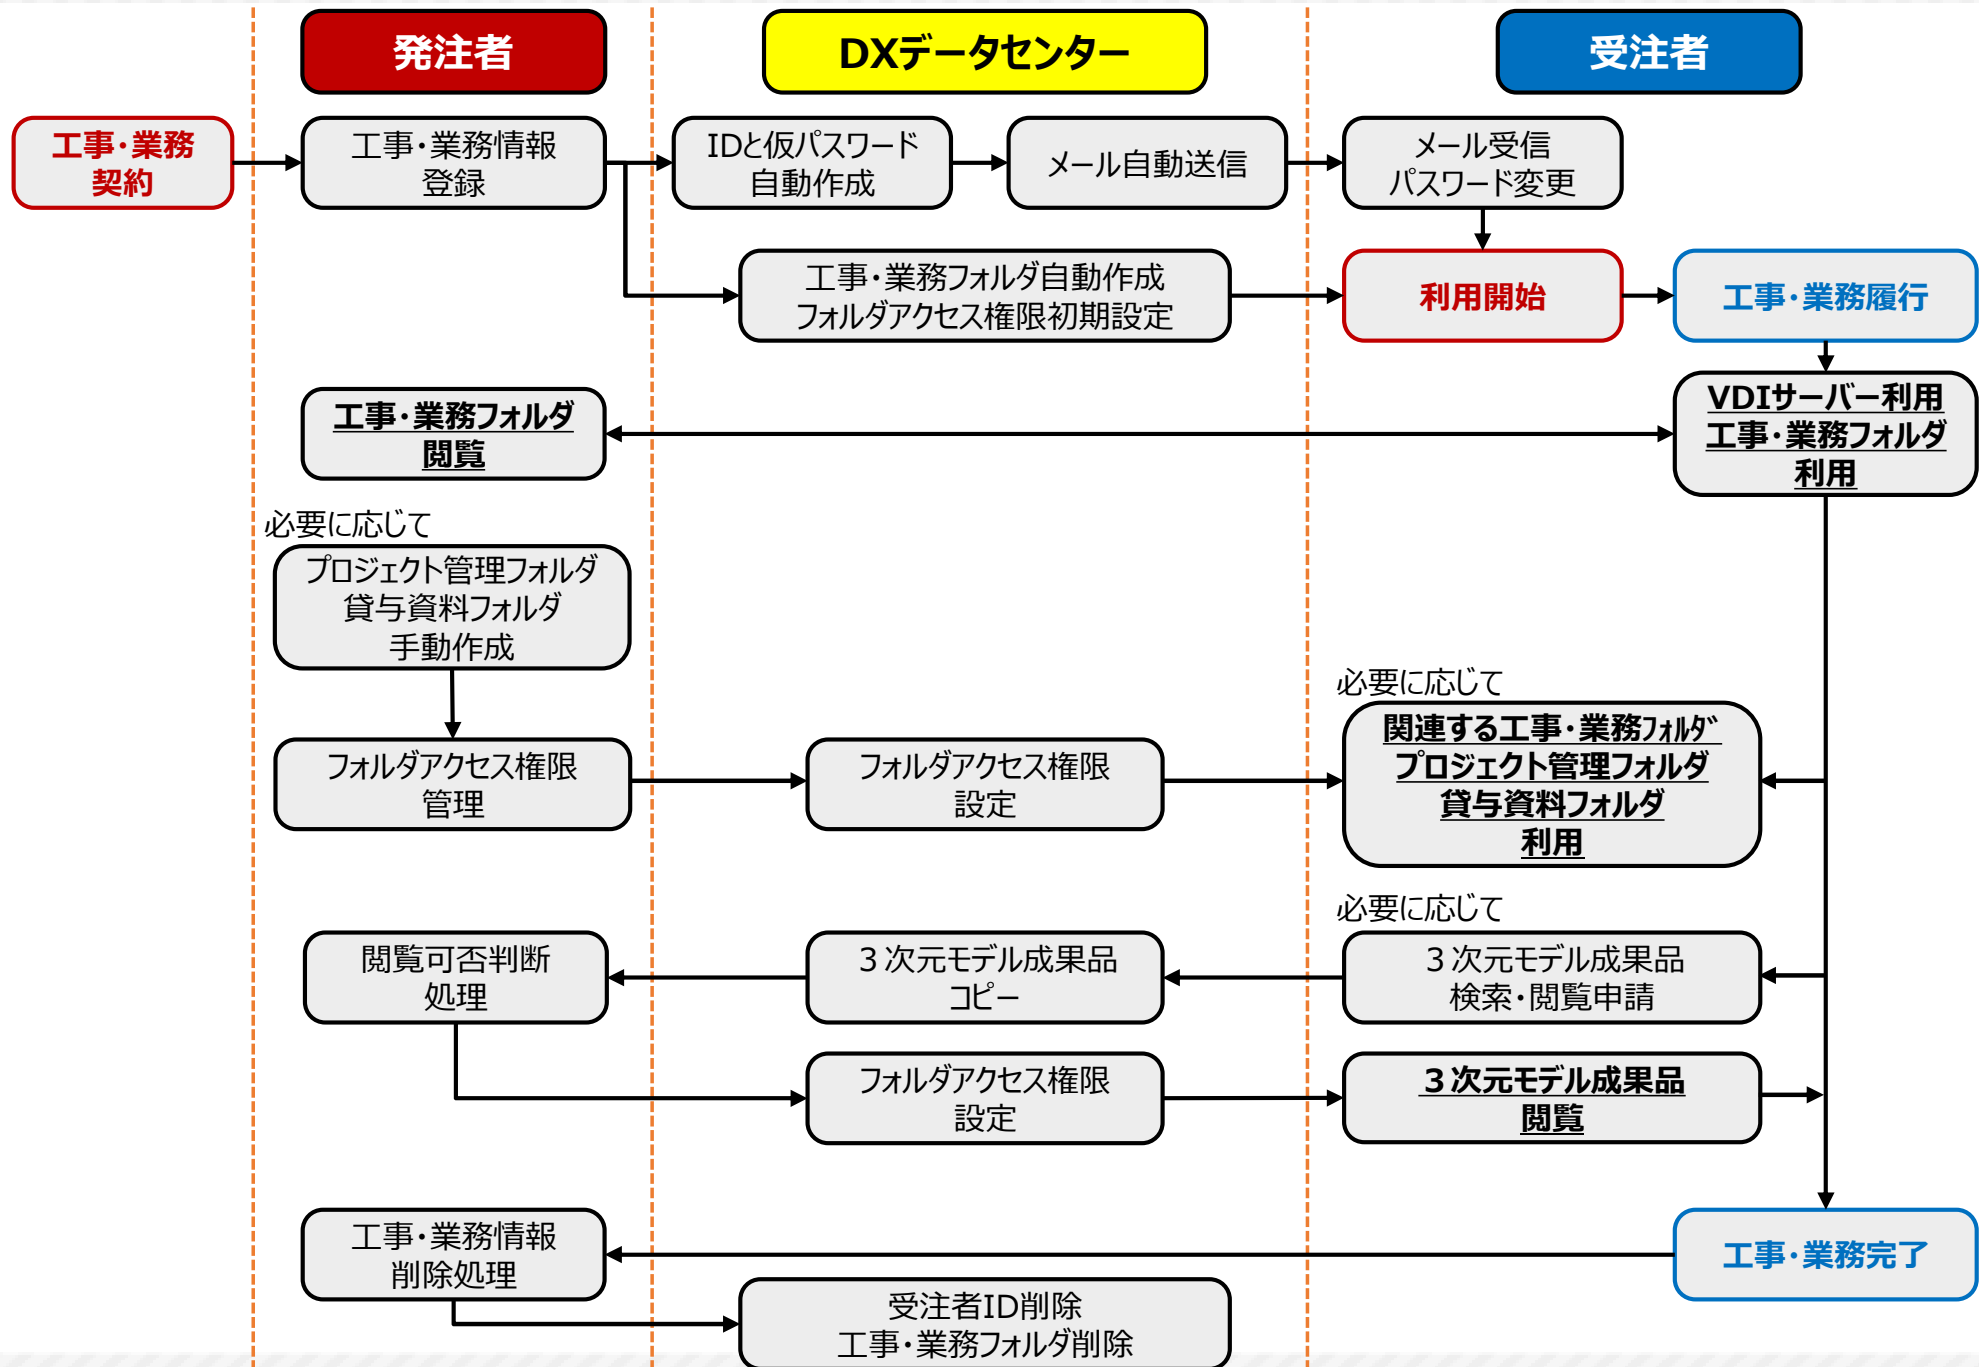 発注者
DXデータセンター
受注者
工事・業務
契約
工事・業務情報
登録
IDと仮パスワード
自動作成
メール自動送信
メール受信
パスワード変更
工事・業務フォルダ自動作成
フォルダアクセス権限初期設定
利用開始
工事・業務履行
工事・業務フォルダ
閲覧
VDIサーバー利用
工事・業務フォルダ
利用
必要に応じて
プロジェクト管理フォルダ
貸与資料フォルダ
手動作成
フォルダアクセス権限
管理
フォルダアクセス権限
設定
必要に応じて
関連する工事・業務フォルダ
プロジェクト管理フォルダ
貸与資料フォルダ
利用
必要に応じて
閲覧可否判断
処理
３次元モデル成果品
コピー
３次元モデル成果品
検索・閲覧申請
フォルダアクセス権限
設定
３次元モデル成果品
閲覧
工事・業務情報
削除処理
工事・業務完了
受注者ID削除
工事・業務フォルダ削除